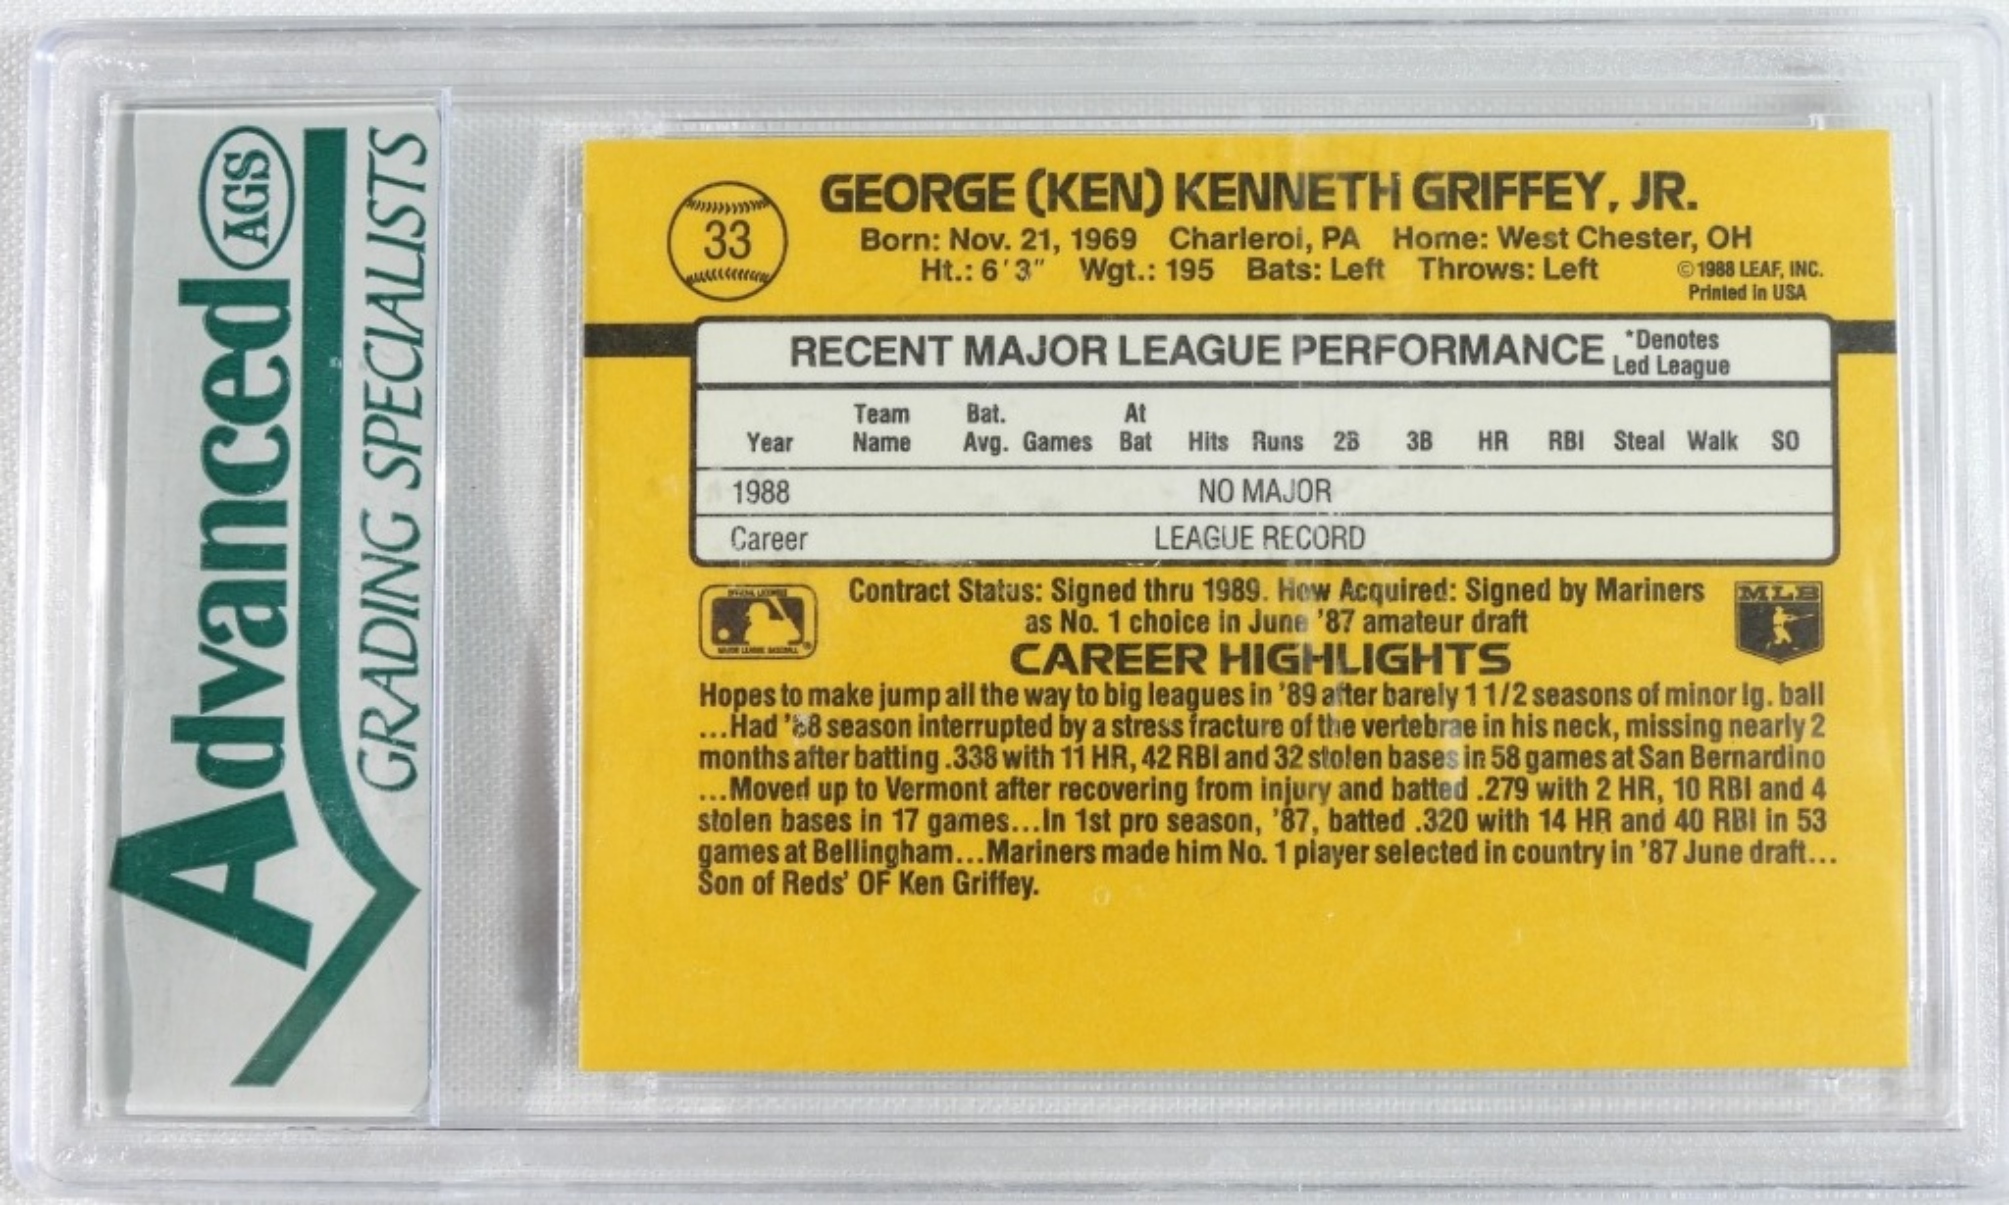 AGS
Advanced
GRADING SPECIALISTS
33
GEORGE (KEN) KENNETH GRIFFEY, JR.
Born: Nov. 21, 1969 Charleroi, PA Home: West Chester, OH
Ht.: 6'3" Wgt.: 195 Bats: Left Throws: Left
©1988 LEAF, INC.
Printed in USA
RECENT MAJOR LEAGUE PERFORMANCE *Denotes
Led League
Team Bat. At
Year Name Avg. Games Bat Hits Runs 2B 3B HR RBI Steal Walk SO
1988 NO MAJOR
Career LEAGUE RECORD
Contract Status: Signed thru 1989. How Acquired: Signed by Mariners
as No. 1 choice in June '87 amateur draft
MLB
CAREER HIGHLIGHTS
Hopes to make jump all the way to big leagues in '89 after barely 1 1/2 seasons of minor lg. ball
...Had '88 season interrupted by a stress fracture of the vertebrae in his neck, missing nearly 2
months after batting .338 with 11 HR, 42 RBI and 32 stolen bases in 58 games at San Bernardino
...Moved up to Vermont after recovering from injury and batted .279 with 2 HR, 10 RBI and 4
stolen bases in 17 games...In 1st pro season, '87, batted .320 with 14 HR and 40 RBI in 53
games at Bellingham...Mariners made him No. 1 player selected in country in '87 June draft...
Son of Reds' OF Ken Griffey.